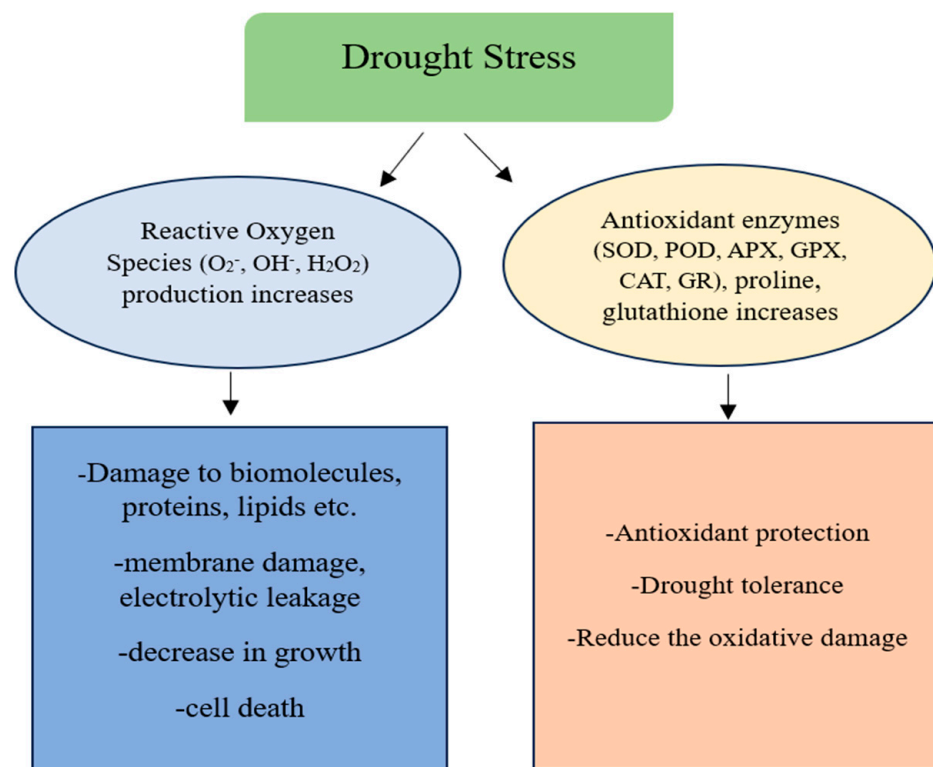 Drought Stress
Reactive Oxygen
Species (O₂⁻, OH⁻, H₂O₂)
production increases
Antioxidant enzymes
(SOD, POD, APX, GPX,
CAT, GR), proline,
glutathione increases
-Damage to biomolecules,
proteins, lipids etc.
-membrane damage,
electrolytic leakage
-decrease in growth
-cell death
-Antioxidant protection
-Drought tolerance
-Reduce the oxidative damage